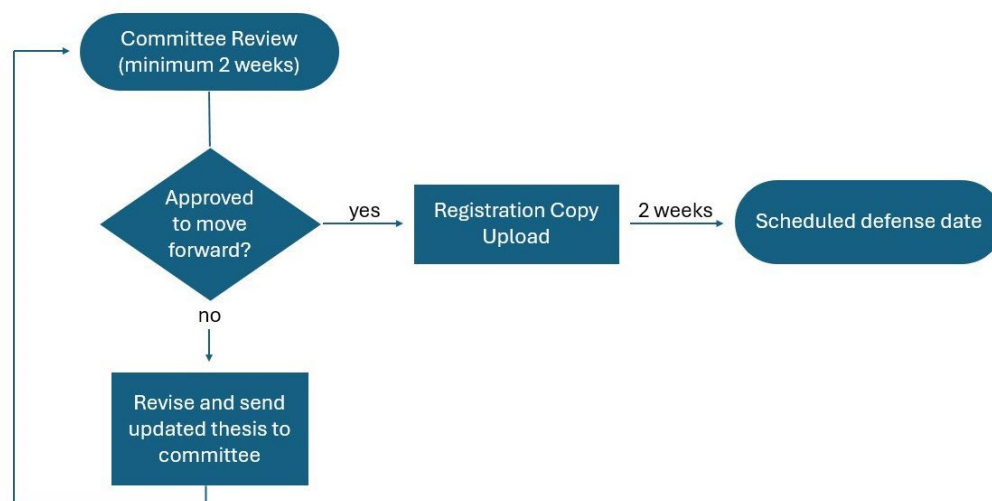 Committee Review
(minimum 2 weeks)
Approved
to move
forward?
yes
Registration Copy
Upload
2 weeks
Scheduled defense date
no
Revise and send
updated thesis to
committee